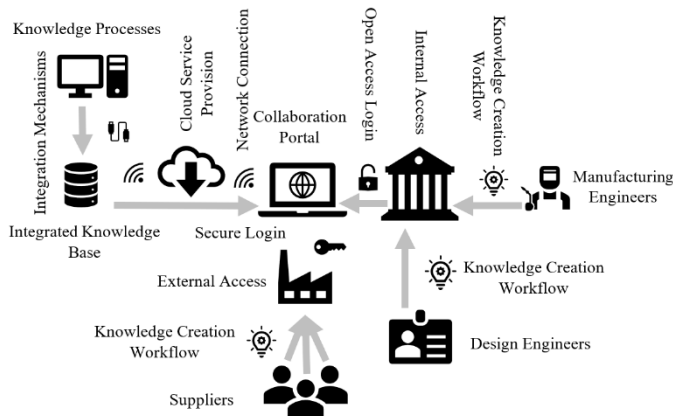 Knowledge Processes
Integration Mechanisms
Cloud Service
Provision
Network Connection
Collaboration
Portal
Open Access
Login
Internal Access
Knowledge Creation
Workflow
Manufacturing
Engineers
Integrated Knowledge
Base
Secure Login
External Access
Knowledge Creation
Workflow
Knowledge Creation
Workflow
Design Engineers
Suppliers